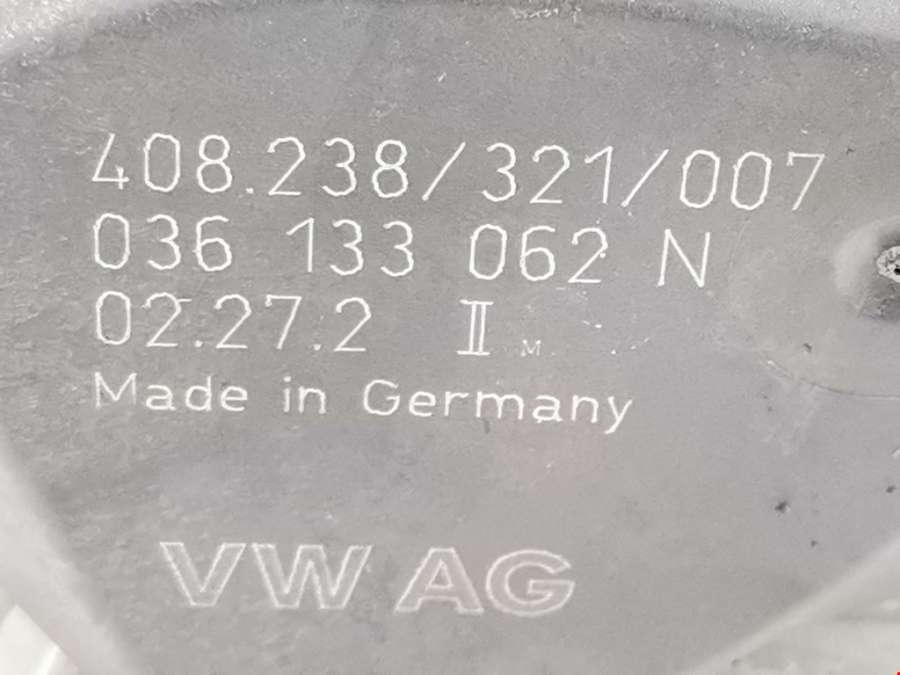 408.238/321/007
036 133 062 N
02.27.2 II M
Made in Germany
VW AG